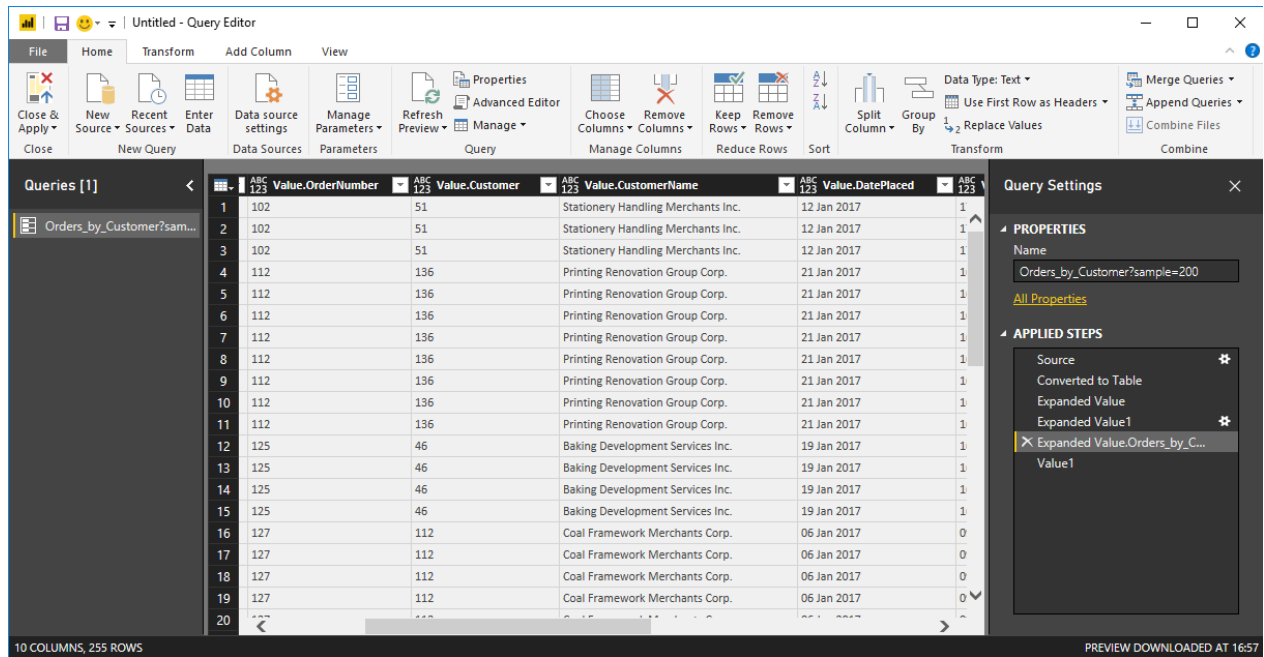 Untitled - Query Editor
File Home Transform Add Column View
Close & Apply
New Source
Recent Sources
Enter Data
Data source settings
Manage Parameters
Refresh Preview
Properties
Advanced Editor
Manage
Choose Columns
Remove Columns
Keep Rows
Remove Rows
Split Column
Group By
Data Type: Text
Use First Row as Headers
Replace Values
Merge Queries
Append Queries
Combine Files
Close New Query Data Sources Parameters Query Manage Columns Reduce Rows Sort Transform Combine
Queries [1]
Orders_by_Customer?sam...
ABC 123 Value.OrderNumber ABC 123 Value.Customer ABC 123 Value.CustomerName ABC 123 Value.DatePlaced ABC 123
1 102 51 Stationery Handling Merchants Inc. 12 Jan 2017
2 102 51 Stationery Handling Merchants Inc. 12 Jan 2017
3 102 51 Stationery Handling Merchants Inc. 12 Jan 2017
4 112 136 Printing Renovation Group Corp. 21 Jan 2017
5 112 136 Printing Renovation Group Corp. 21 Jan 2017
6 112 136 Printing Renovation Group Corp. 21 Jan 2017
7 112 136 Printing Renovation Group Corp. 21 Jan 2017
8 112 136 Printing Renovation Group Corp. 21 Jan 2017
9 112 136 Printing Renovation Group Corp. 21 Jan 2017
10 112 136 Printing Renovation Group Corp. 21 Jan 2017
11 112 136 Printing Renovation Group Corp. 21 Jan 2017
12 125 46 Baking Development Services Inc. 19 Jan 2017
13 125 46 Baking Development Services Inc. 19 Jan 2017
14 125 46 Baking Development Services Inc. 19 Jan 2017
15 125 46 Baking Development Services Inc. 19 Jan 2017
16 127 112 Coal Framework Merchants Corp. 06 Jan 2017
17 127 112 Coal Framework Merchants Corp. 06 Jan 2017
18 127 112 Coal Framework Merchants Corp. 06 Jan 2017
19 127 112 Coal Framework Merchants Corp. 06 Jan 2017
20
Query Settings
PROPERTIES
Name
Orders_by_Customer?sample=200
All Properties
APPLIED STEPS
Source
Converted to Table
Expanded Value
Expanded Value1
Expanded Value.Orders_by_C...
Value1
10 COLUMNS, 255 ROWS
PREVIEW DOWNLOADED AT 16:57